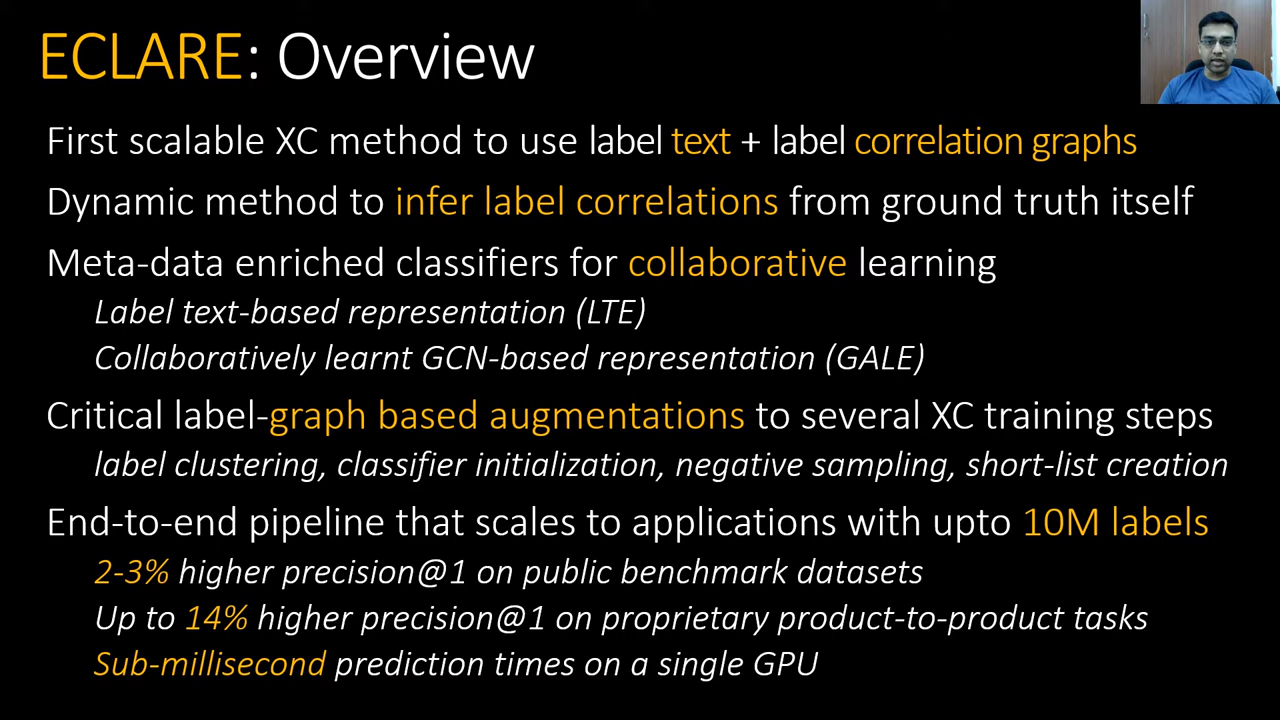 ECLARE: Overview
First scalable XC method to use label text + label correlation graphs
Dynamic method to infer label correlations from ground truth itself
Meta-data enriched classifiers for collaborative learning
Label text-based representation (LTE)
Collaboratively learnt GCN-based representation (GALE)
Critical label-graph based augmentations to several XC training steps
label clustering, classifier initialization, negative sampling, short-list creation
End-to-end pipeline that scales to applications with upto 10M labels
2-3% higher precision@1 on public benchmark datasets
Up to 14% higher precision@1 on proprietary product-to-product tasks
Sub-millisecond prediction times on a single GPU